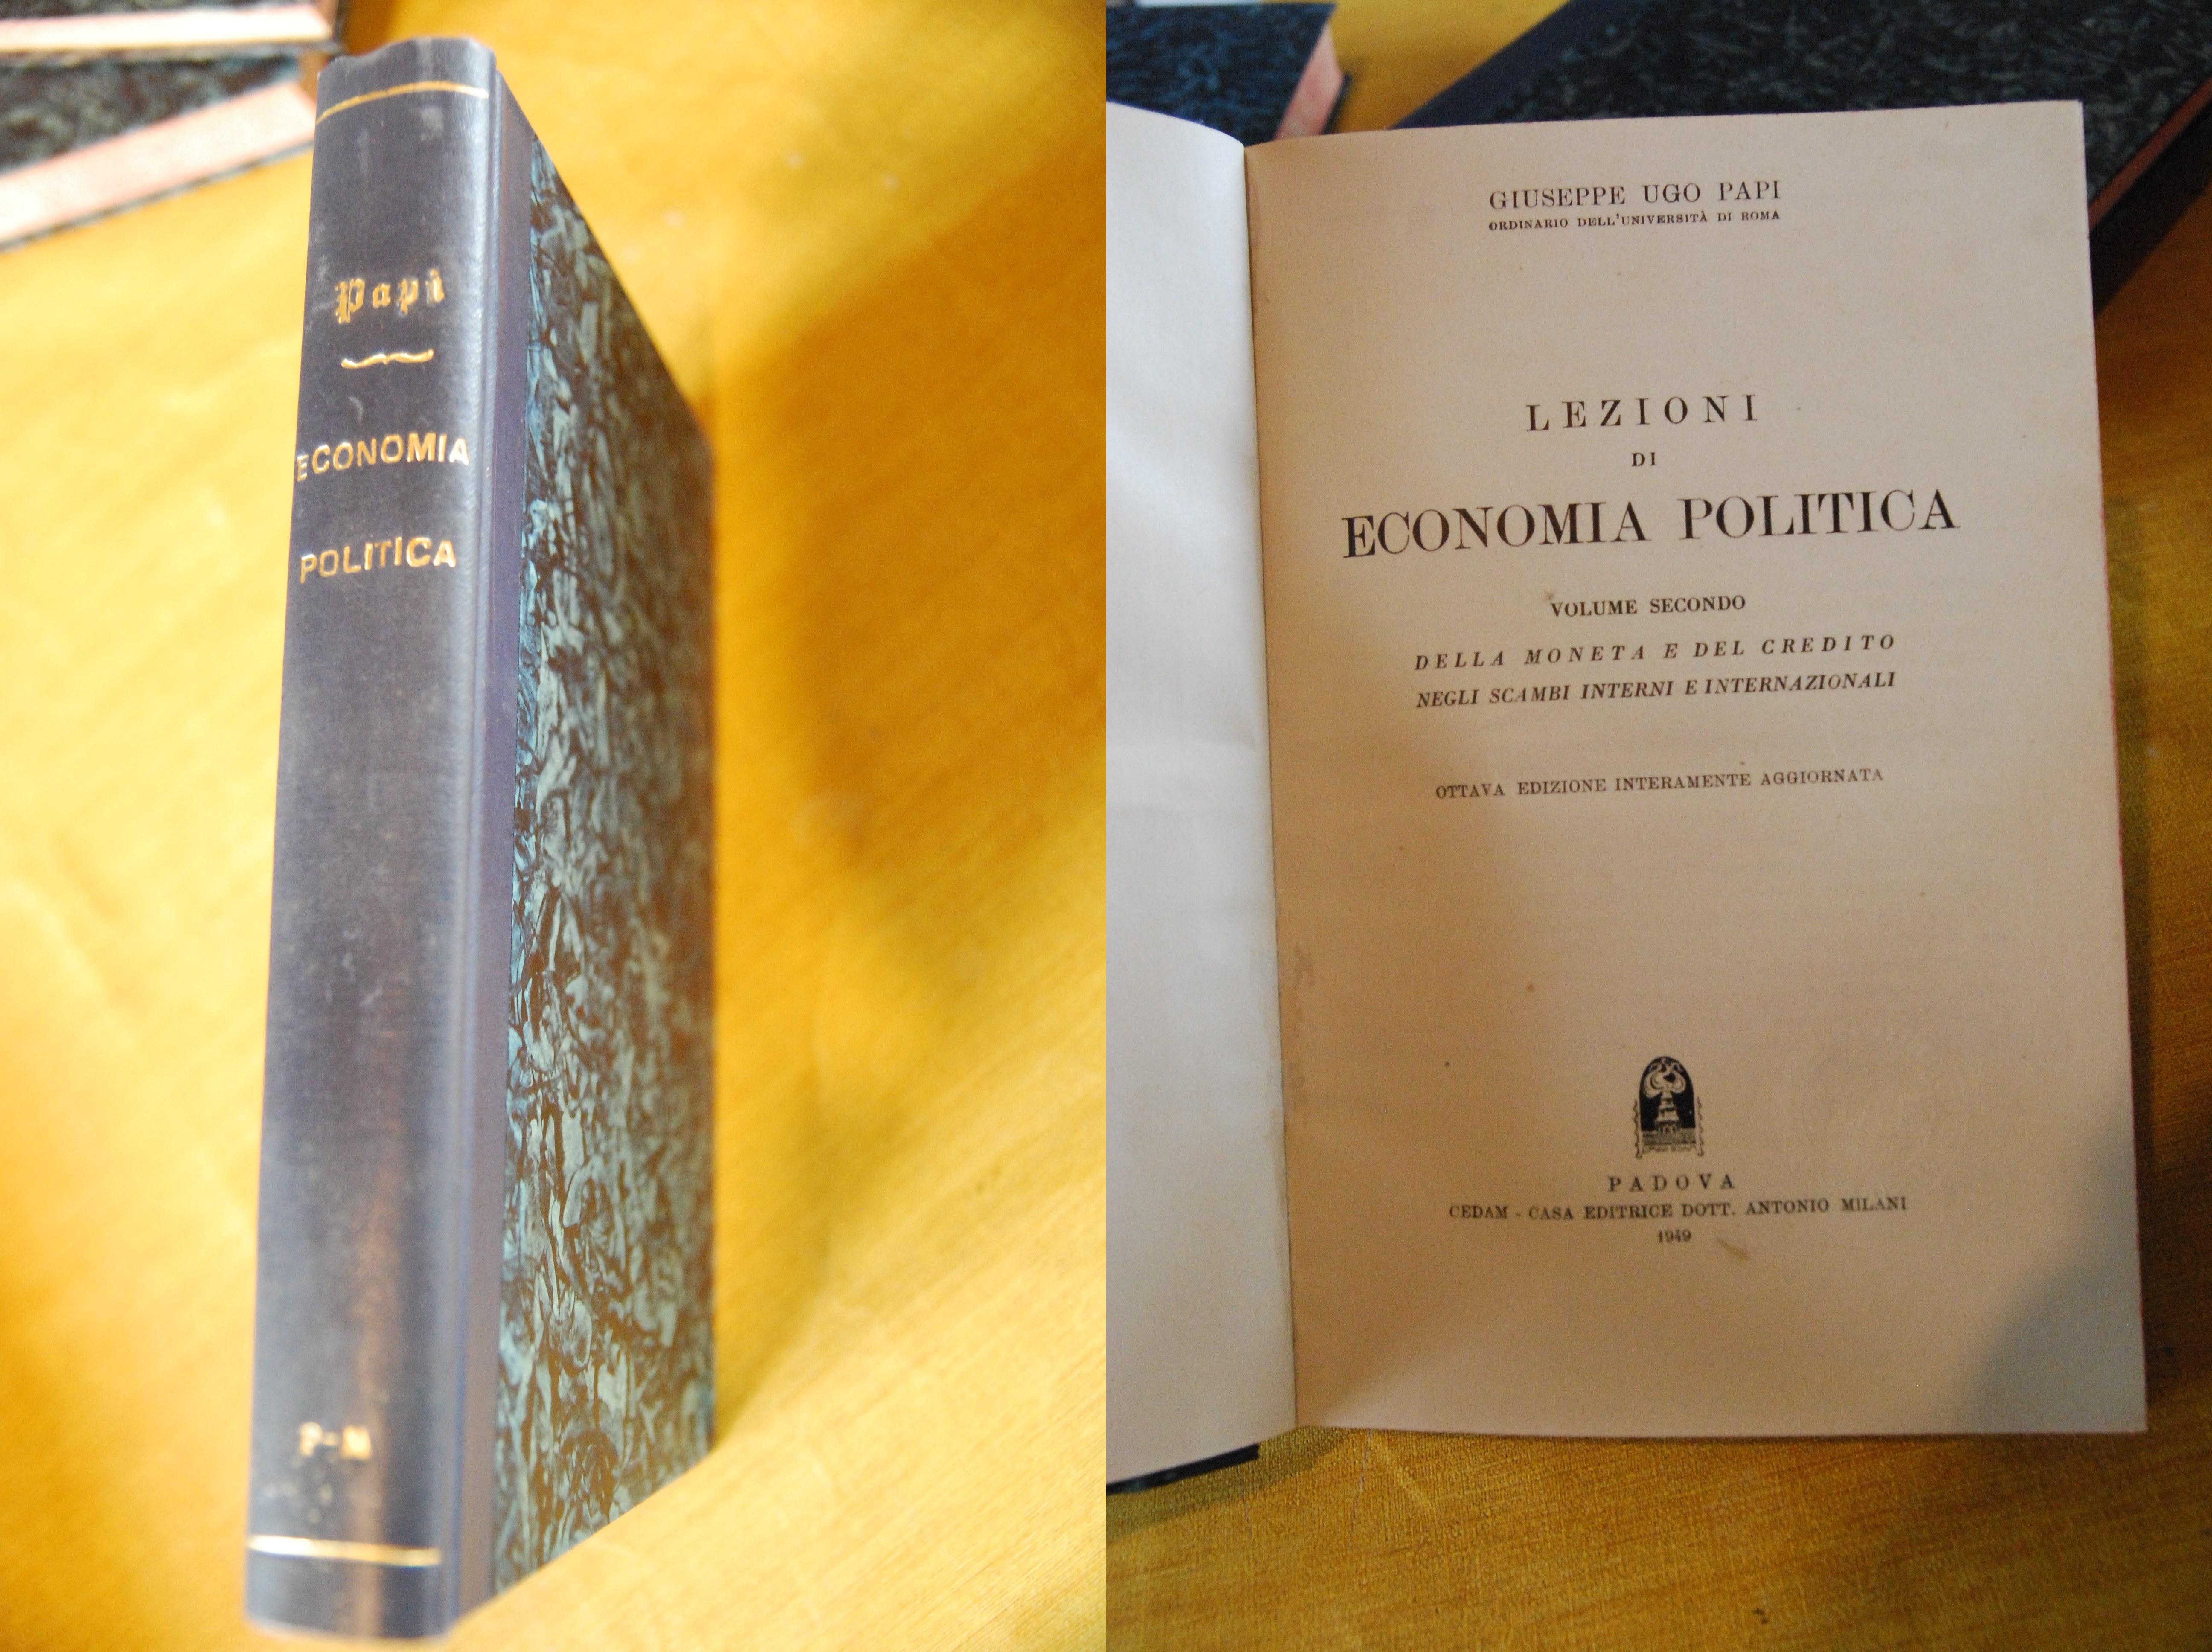 Papi
ECONOMIA
POLITICA
P-M
GIUSEPPE UGO PAPI
ORDINARIO DELL'UNIVERSITÀ DI ROMA
LEZIONI
DI
ECONOMIA POLITICA
VOLUME SECONDO
DELLA MONETA E DEL CREDITO
NEGLI SCAMBI INTERNI E INTERNAZIONALI
OTTAVA EDIZIONE INTERAMENTE AGGIORNATA
PADOVA
CEDAM - CASA EDITRICE DOTT. ANTONIO MILANI
1949